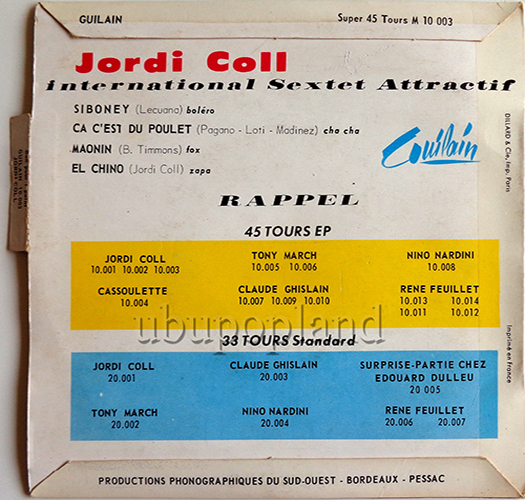 GUILAIN
Super 45 Tours M 10 003
Jordi Coll
international Sextet Attractif
SIBONEY (Lecuana) boléro
CA C'EST DU POULET (Pagano - Loti - Madinez) cha cha
MAONIN (B. Timmons) fox
EL CHINO (Jordi Coll) zapa
Guilain
DILLARD & Cie, Imp. Paris
GUILAIN 10.003
JORDI COLL
RAPPEL
45 TOURS EP
JORDI COLL
10.001 10.002 10.003
TONY MARCH
10.005 10.006
NINO NARDINI
10.008
CASSOULETTE
10.004
CLAUDE GHISLAIN
10.007 10.009 10.010
RENE FEUILLET
10.013 10.014
10.011 10.012
ubupopland
33 TOURS Standard
JORDI COLL
20.001
CLAUDE GHISLAIN
20.003
SURPRISE-PARTIE CHEZ
EDOUARD DULLEU
20 005
TONY MARCH
20.002
NINO NARDINI
20.004
RENE FEUILLET
20.006 20.007
Imprimé en France
PRODUCTIONS PHONOGRAPHIQUES DU SUD-OUEST - BORDEAUX - PESSAC